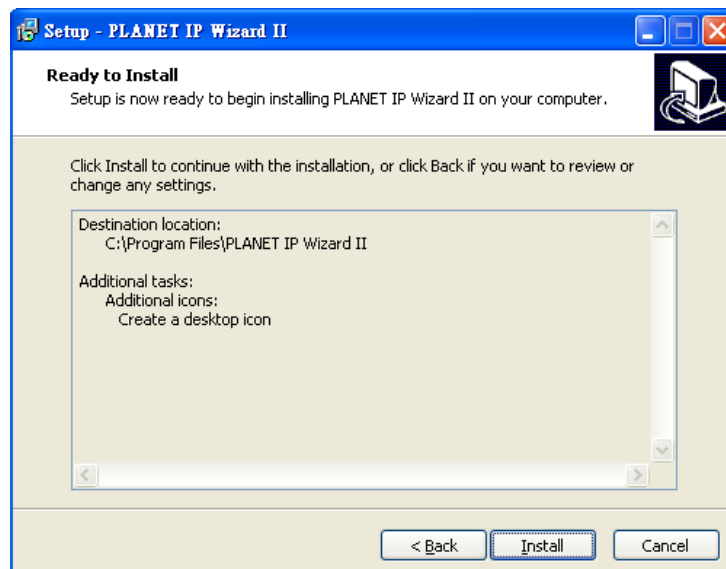 Setup - PLANET IP Wizard II
Ready to Install
Setup is now ready to begin installing PLANET IP Wizard II on your computer.
Click Install to continue with the installation, or click Back if you want to review or
change any settings.
Destination location:
C:\Program Files\PLANET IP Wizard II
Additional tasks:
Additional icons:
Create a desktop icon
< Back
Install
Cancel